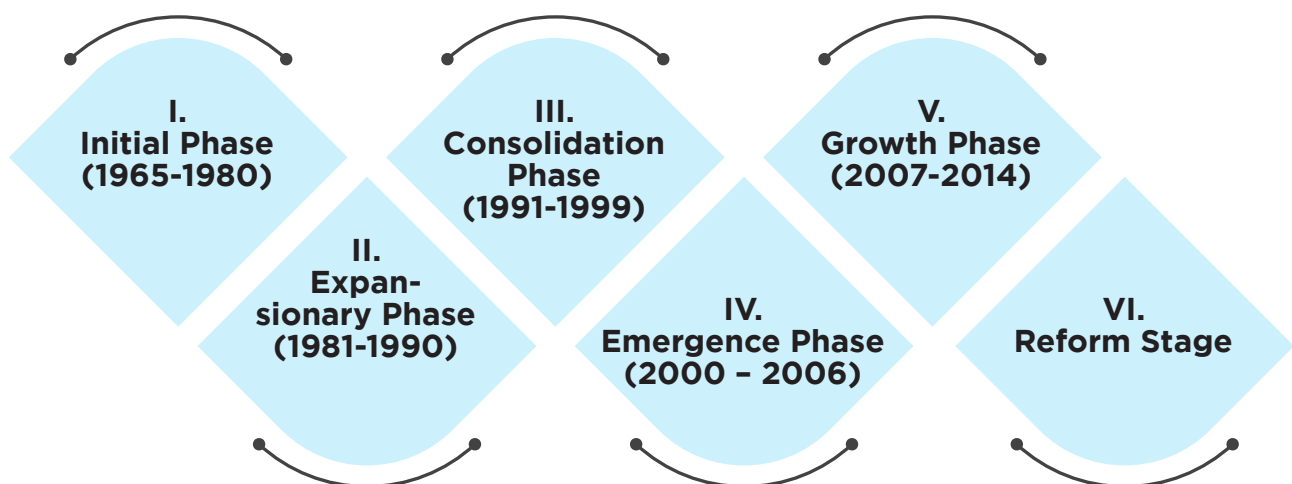 I.
Initial Phase
(1965-1980)
II.
Expan-
sionary Phase
(1981-1990)
III.
Consolidation
Phase
(1991-1999)
IV.
Emergence Phase
(2000 – 2006)
V.
Growth Phase
(2007-2014)
VI.
Reform Stage